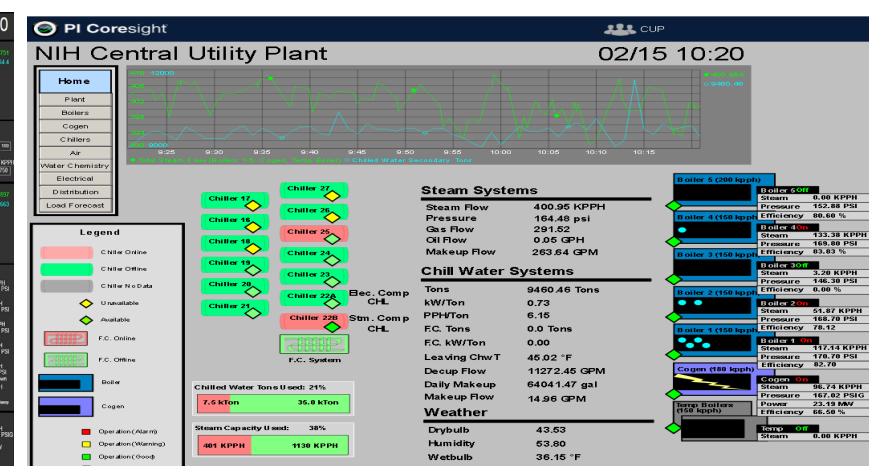 PI Coresight
CUP
NIH Central Utility Plant
02/15 10:20
Home
Plant
Boilers
Cogen
Chillers
Air
Water Chemistry
Electrical
Distribution
Load Forecast
12000
9000
9:25 9:30 9:35 9:40 9:45 9:50 9:55 10:00 10:05 10:10 10:15
Chilled Water Secondary Tons
Legend
Chiller Online
Chiller Offline
Chiller No Data
Unavailable
Available
F.C. Online
F.C. Offline
Boiler
Cogen
Operation (Alarm)
Operation (Warning)
Operation (Good)
Chiller 17
Chiller 16
Chiller 18
Chiller 19
Chiller 20
Chiller 21
Chiller 27
Chiller 26
Chiller 25
Chiller 24
Chiller 23
Chiller 22A
Elec. Comp CHL
Chiller 22B
Stm. Comp CHL
F.C. System
Chilled Water Tons Used: 21%
7.5 kTon 35.0 kTon
Steam Capacity Used: 38%
401 KPPH 1130 KPPH
Steam Systems
Steam Flow 400.95 KPPH
Pressure 164.48 psi
Gas Flow 291.52
Oil Flow 0.05 GPH
Makeup Flow 263.64 GPM
Chill Water Systems
Tons 9460.46 Tons
kW/Ton 0.73
PPH/Ton 6.15
F.C. Tons 0.0 Tons
F.C. kW/Ton 0.00
Leaving ChwT 45.02 °F
Decup Flow 11272.45 GPM
Daily Makeup 64041.47 gal
Makeup Flow 14.96 GPM
Weather
Drybulb 43.53
Humidity 53.80
Wetbulb 36.15 °F
Boiler 5 (200 kpph)
Boiler 5 Off
Steam 0.00 KPPH
Pressure 152.88 PSI
Efficiency 80.60 %
Boiler 4 (150 kpph)
Boiler 4 On
Steam 133.38 KPPH
Pressure 169.80 PSI
Efficiency 83.83 %
Boiler 3 (150 kpph)
Boiler 3 Off
Steam 3.20 KPPH
Pressure 146.30 PSI
Efficiency 0.00 %
Boiler 2 (150 kpph)
Boiler 2 On
Steam 51.87 KPPH
Pressure 168.70 PSI
Efficiency 78.12
Boiler 1 (150 kpph)
Boiler 1 On
Steam 117.14 KPPH
Pressure 170.70 PSI
Efficiency 82.70
Cogen (180 kpph)
Cogen On
Steam 96.74 KPPH
Pressure 167.02 PSIG
Power 23.19 MW
Efficiency 66.50 %
Temp Boilers
(150 kpph)
Temp Off
Steam 0.00 KPPH